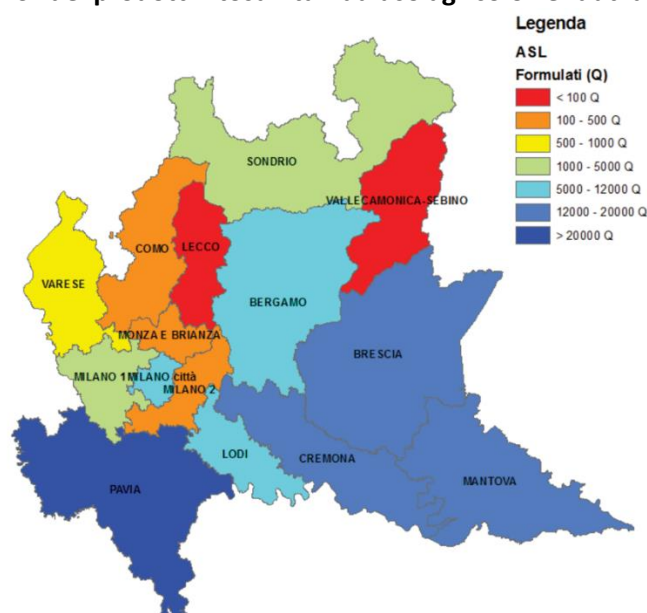 Legenda
ASL
Formulati (Q)
< 100 Q
100 - 500 Q
500 - 1000 Q
1000 - 5000 Q
5000 - 12000 Q
12000 - 20000 Q
> 20000 Q
SONDRIO
VALLECAMONICA-SEBINO
COMO
LECCO
VARESE
BERGAMO
MONZA E BRIANZA
BRESCIA
MILANO 1
MILANO città
MILANO 2
LODI
CREMONA
MANTOVA
PAVIA